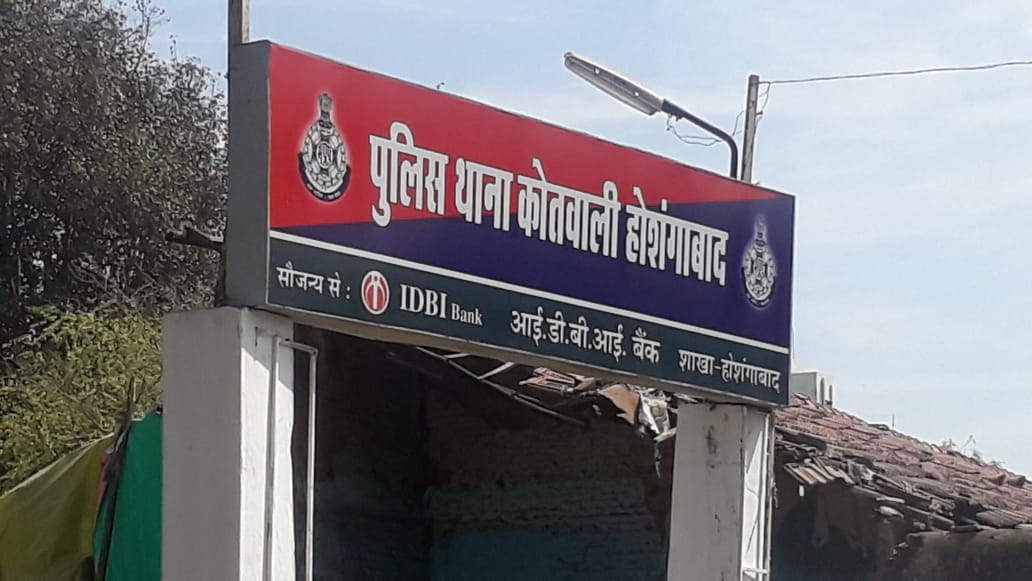 पुलिस थाना कोतवाली होशंगाबाद
सौजन्य से : IDBI Bank आई.डी.बी.आई. बैंक शाखा-होशंगाबाद